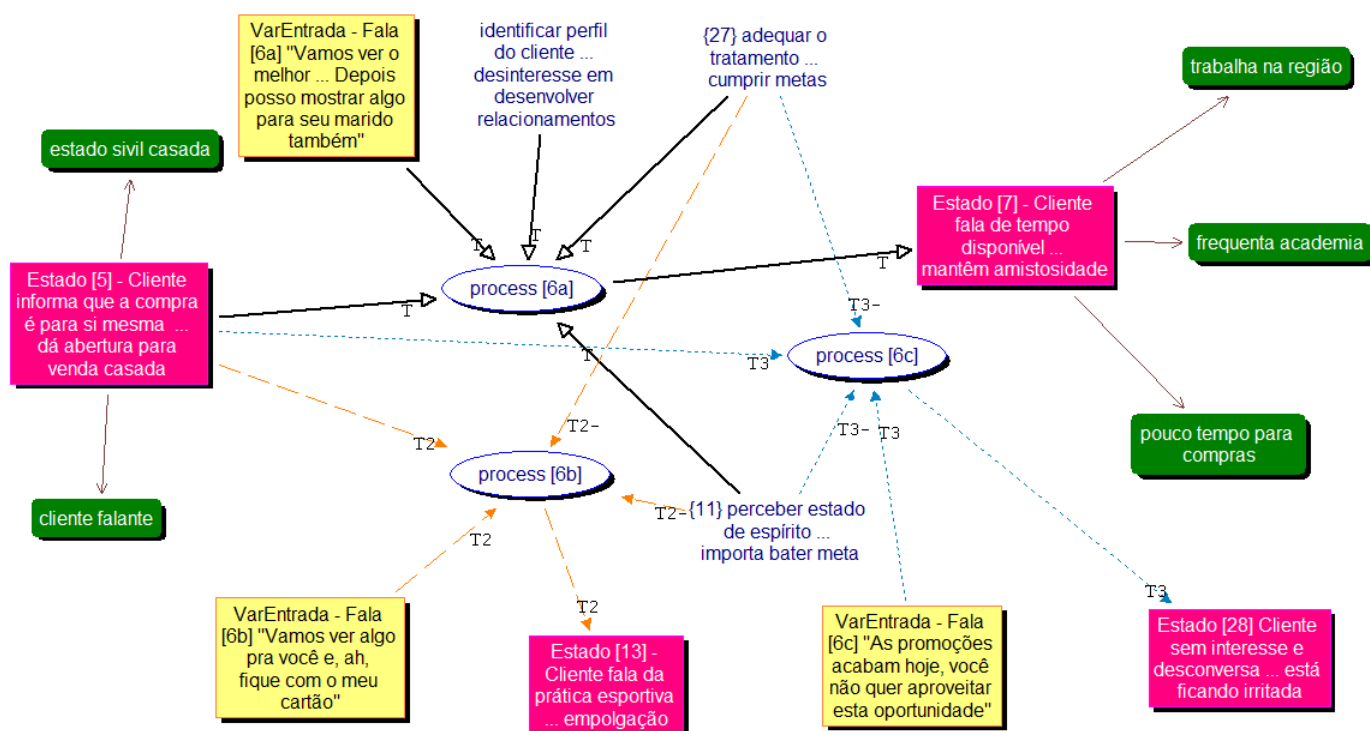 VarEntrada - Fala
[6a] "Vamos ver o
melhor ... Depois
posso mostrar algo
para seu marido
também"
identificar perfil
do cliente ...
desinteresse em
desenvolver
relacionamentos
{27} adequar o
tratamento ...
cumprir metas
trabalha na região
estado sivil casada
Estado [7] - Cliente
fala de tempo
disponível ...
mantêm amistosidade
frequenta academia
T
T
T
T
process [6a]
Estado [5] - Cliente
informa que a compra
é para si mesma ...
dá abertura para
venda casada
T
T3-
T
T3
process [6c]
T2
T2-
T3-
T3
pouco tempo para
compras
process [6b]
cliente falante
T2-
{11} perceber estado
de espírito ...
importa bater meta
T2
T2
T3
VarEntrada - Fala
[6b] "Vamos ver algo
pra você e, ah,
fique com o meu
cartão"
Estado [13] -
Cliente fala da
prática esportiva
... empolgação
VarEntrada - Fala
[6c] "As promoções
acabam hoje, você
não quer aproveitar
esta oportunidade"
Estado [28] Cliente
sem interesse e
desconversa ... está
ficando irritada